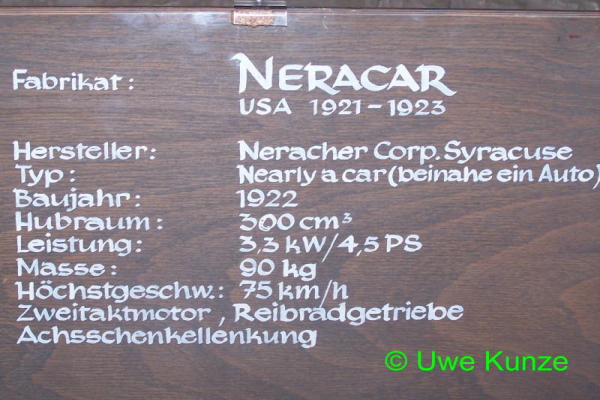 Fabrikat: NERACAR
USA 1921-1923
Hersteller: Neracher Corp. Syracuse
Typ: Nearly a car (beinahe ein Auto)
Baujahr: 1922
Hubraum: 300 cm³
Leistung: 3,3 kW/4,5 PS
Masse: 90 kg
Höchstgeschw.: 75 km/h
Zweitaktmotor, Reibradgetriebe
Achsschenkellenkung
© Uwe Kunze